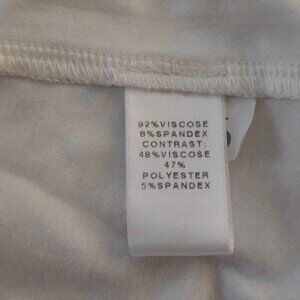 92%VISCOSE
8%SPANDEX
CONTRAST:
48%VISCOSE
47%
POLYESTER
5%SPANDEX